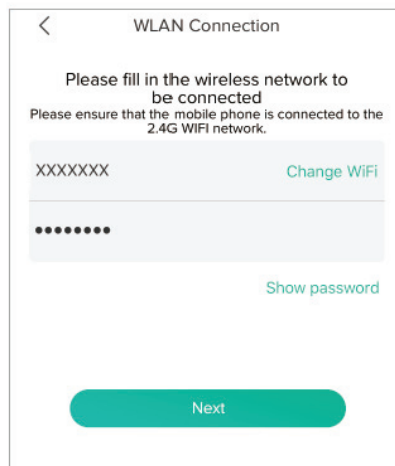 WLAN Connection
Please fill in the wireless network to
be connected
Please ensure that the mobile phone is connected to the
2.4G WIFI network.
XXXXXXX Change WiFi
●●●●●●●●
Show password
Next